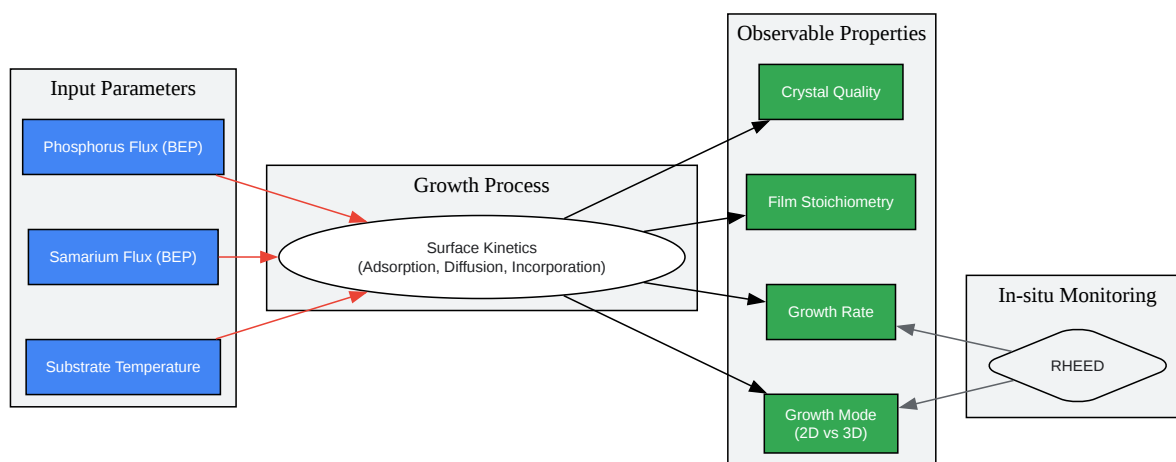 Input Parameters
Phosphorus Flux (BEP)
Samarium Flux (BEP)
Substrate Temperature
Growth Process
Surface Kinetics
(Adsorption, Diffusion, Incorporation)
Observable Properties
Crystal Quality
Film Stoichiometry
Growth Rate
Growth Mode
(2D vs 3D)
In-situ Monitoring
RHEED